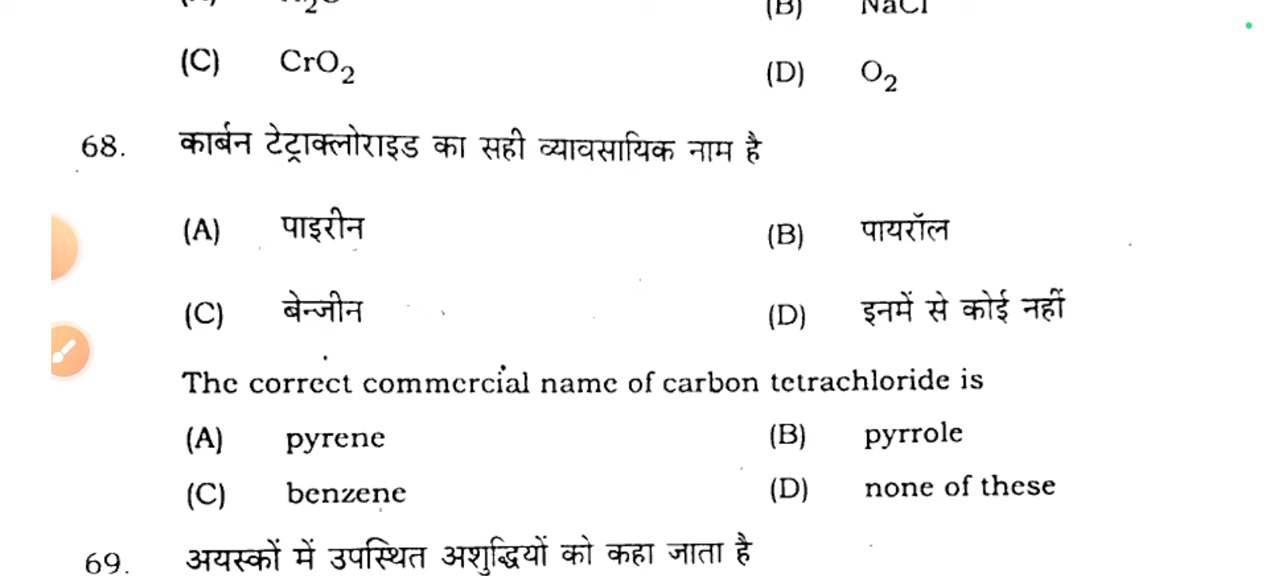 (B) NaCl
(C) CrO₂ (D) O₂
68. कार्बन टेट्राक्लोराइड का सही व्यावसायिक नाम है
(A) पाइरीन (B) पायरॉल
(C) बेन्जीन (D) इनमें से कोई नहीं
The correct commercial name of carbon tetrachloride is
(A) pyrene (B) pyrrole
(C) benzene (D) none of these
69. अयस्कों में उपस्थित अशुद्धियों को कहा जाता है